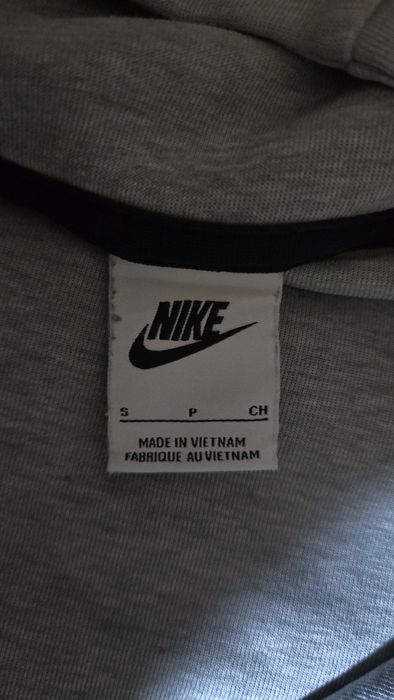 NIKE
S P CH
MADE IN VIETNAM
FABRIQUE AU VIETNAM